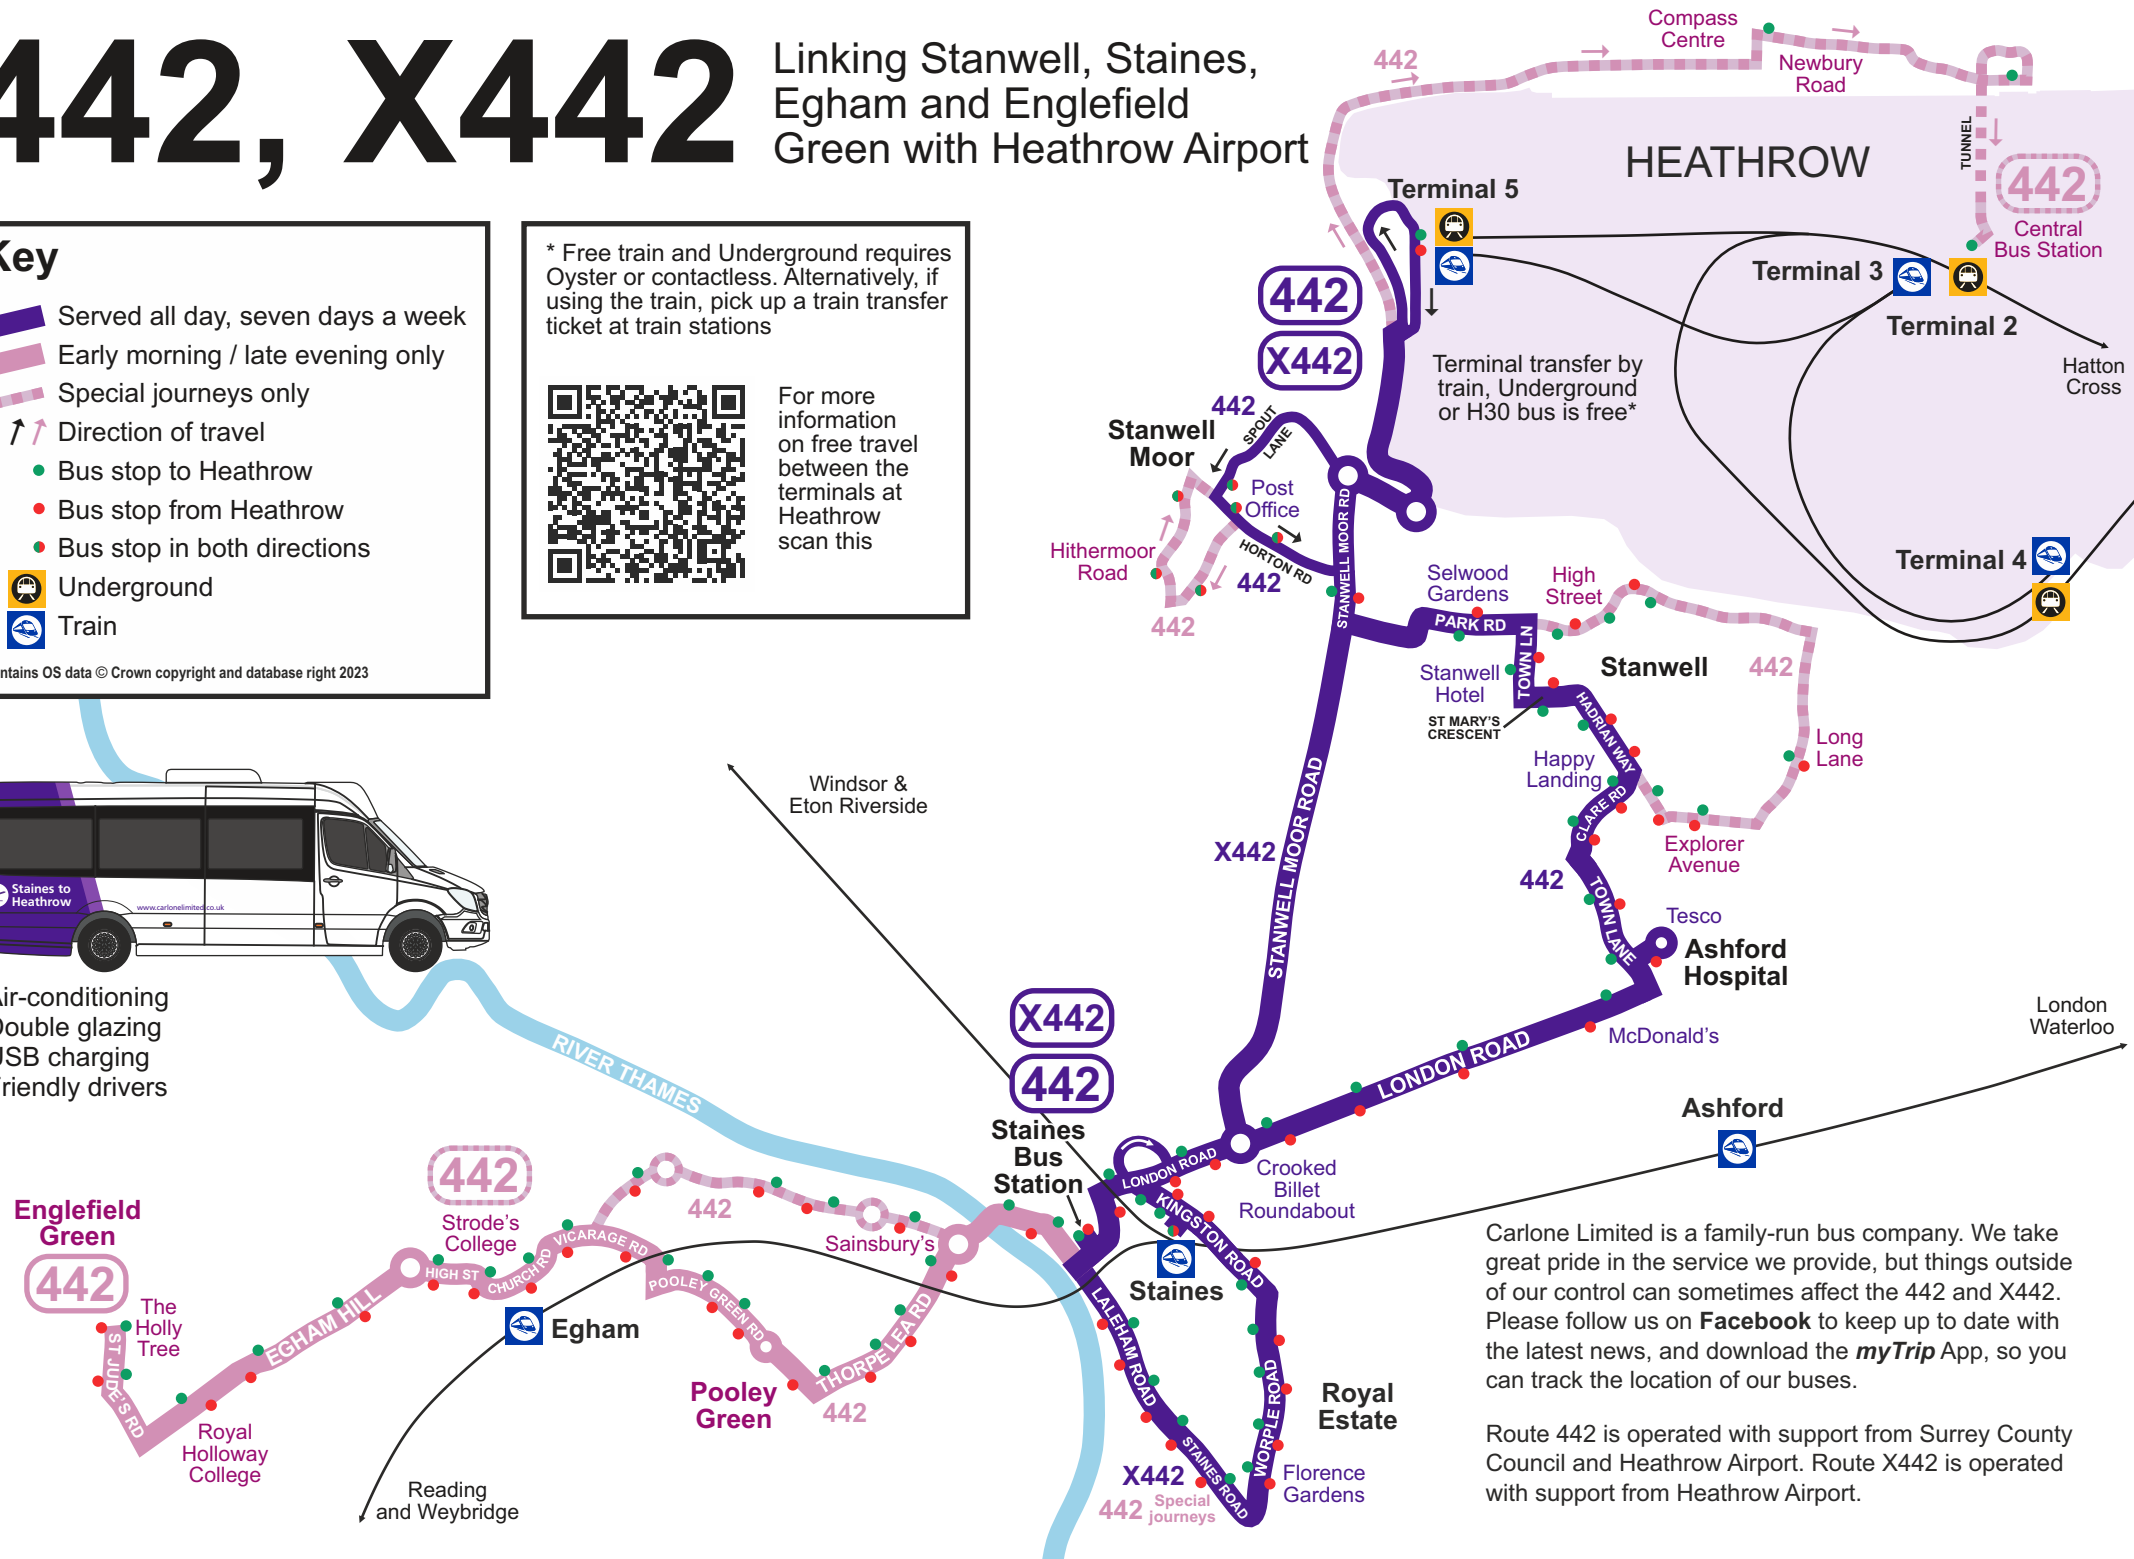 442, X442
Linking Stanwell, Staines,
Egham and Englefield
Green with Heathrow Airport
Key
Served all day, seven days a week
Early morning / late evening only
Special journeys only
Direction of travel
Bus stop to Heathrow
Bus stop from Heathrow
Bus stop in both directions
Underground
Train
ntains OS data © Crown copyright and database right 2023
* Free train and Underground requires
Oyster or contactless. Alternatively, if
using the train, pick up a train transfer
ticket at train stations
For more
information
on free travel
between the
terminals at
Heathrow
scan this
Compass
Centre
442
Newbury
Road
HEATHROW
TUNNEL
442
Central
Bus Station
Terminal 5
Terminal 3
Terminal 2
Hatton
Cross
442
X442
Terminal transfer by
train, Underground
or H30 bus is free*
Terminal 4
442
SPOUT
LANE
Stanwell
Moor
Post
Office
Hithermoor
Road
HORTON RD
442
442
STANWELL MOOR RD
Selwood
Gardens
High
Street
PARK RD
TOWN LN
Stanwell
442
Stanwell
Hotel
ST MARY'S
CRESCENT
HADRIAN WAY
Long
Lane
Happy
Landing
CLARE RD
Explorer
Avenue
442
TOWN LANE
Tesco
Ashford
Hospital
McDonald's
X442
STANWELL MOOR ROAD
Windsor &
Eton Riverside
Staines to
Heathrow
www.carlonelimited.co.uk
ir-conditioning
ouble glazing
SB charging
riendly drivers
RIVER THAMES
X442
442
Staines
Bus
Station
LONDON ROAD
LONDON ROAD
Crooked
Billet
Roundabout
KINGSTON ROAD
Staines
Ashford
London
Waterloo
Englefield
Green
442
The
Holly
Tree
ST JUDE'S RD
Royal
Holloway
College
EGHAM HILL
442
Strode's
College
HIGH ST
CHURCH RD
VICARAGE RD
442
Sainsbury's
POOLEY GREEN RD
Egham
Pooley
Green
THORPE LEA RD
442
Reading
and Weybridge
LALEHAM ROAD
STAINES ROAD
WORPLE ROAD
Royal
Estate
Florence
Gardens
X442
442 Special
journeys
Carlone Limited is a family-run bus company. We take
great pride in the service we provide, but things outside
of our control can sometimes affect the 442 and X442.
Please follow us on Facebook to keep up to date with
the latest news, and download the myTrip App, so you
can track the location of our buses.
Route 442 is operated with support from Surrey County
Council and Heathrow Airport. Route X442 is operated
with support from Heathrow Airport.